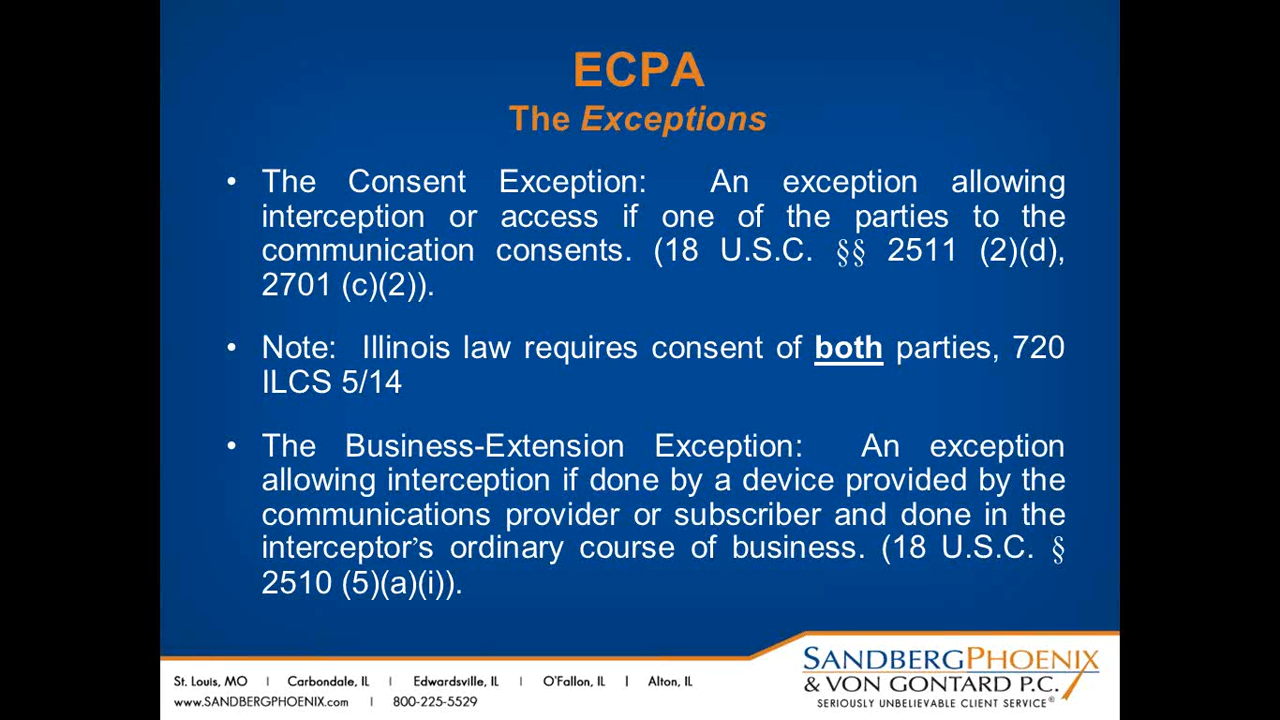 ECPA
The Exceptions
• The Consent Exception: An exception allowing
interception or access if one of the parties to the
communication consents. (18 U.S.C. §§ 2511 (2)(d),
2701 (c)(2)).
• Note: Illinois law requires consent of both parties, 720
ILCS 5/14
• The Business-Extension Exception: An exception
allowing interception if done by a device provided by the
communications provider or subscriber and done in the
interceptor's ordinary course of business. (18 U.S.C. §
2510 (5)(a)(i)).
St. Louis, MO | Carbondale, IL | Edwardsville, IL | O'Fallon, IL | Alton, IL
www.SANDBERGPHOENIX.com | 800-225-5529
SANDBERGPHOENIX
& VON GONTARD P.C.
SERIOUSLY UNBELIEVABLE CLIENT SERVICE®